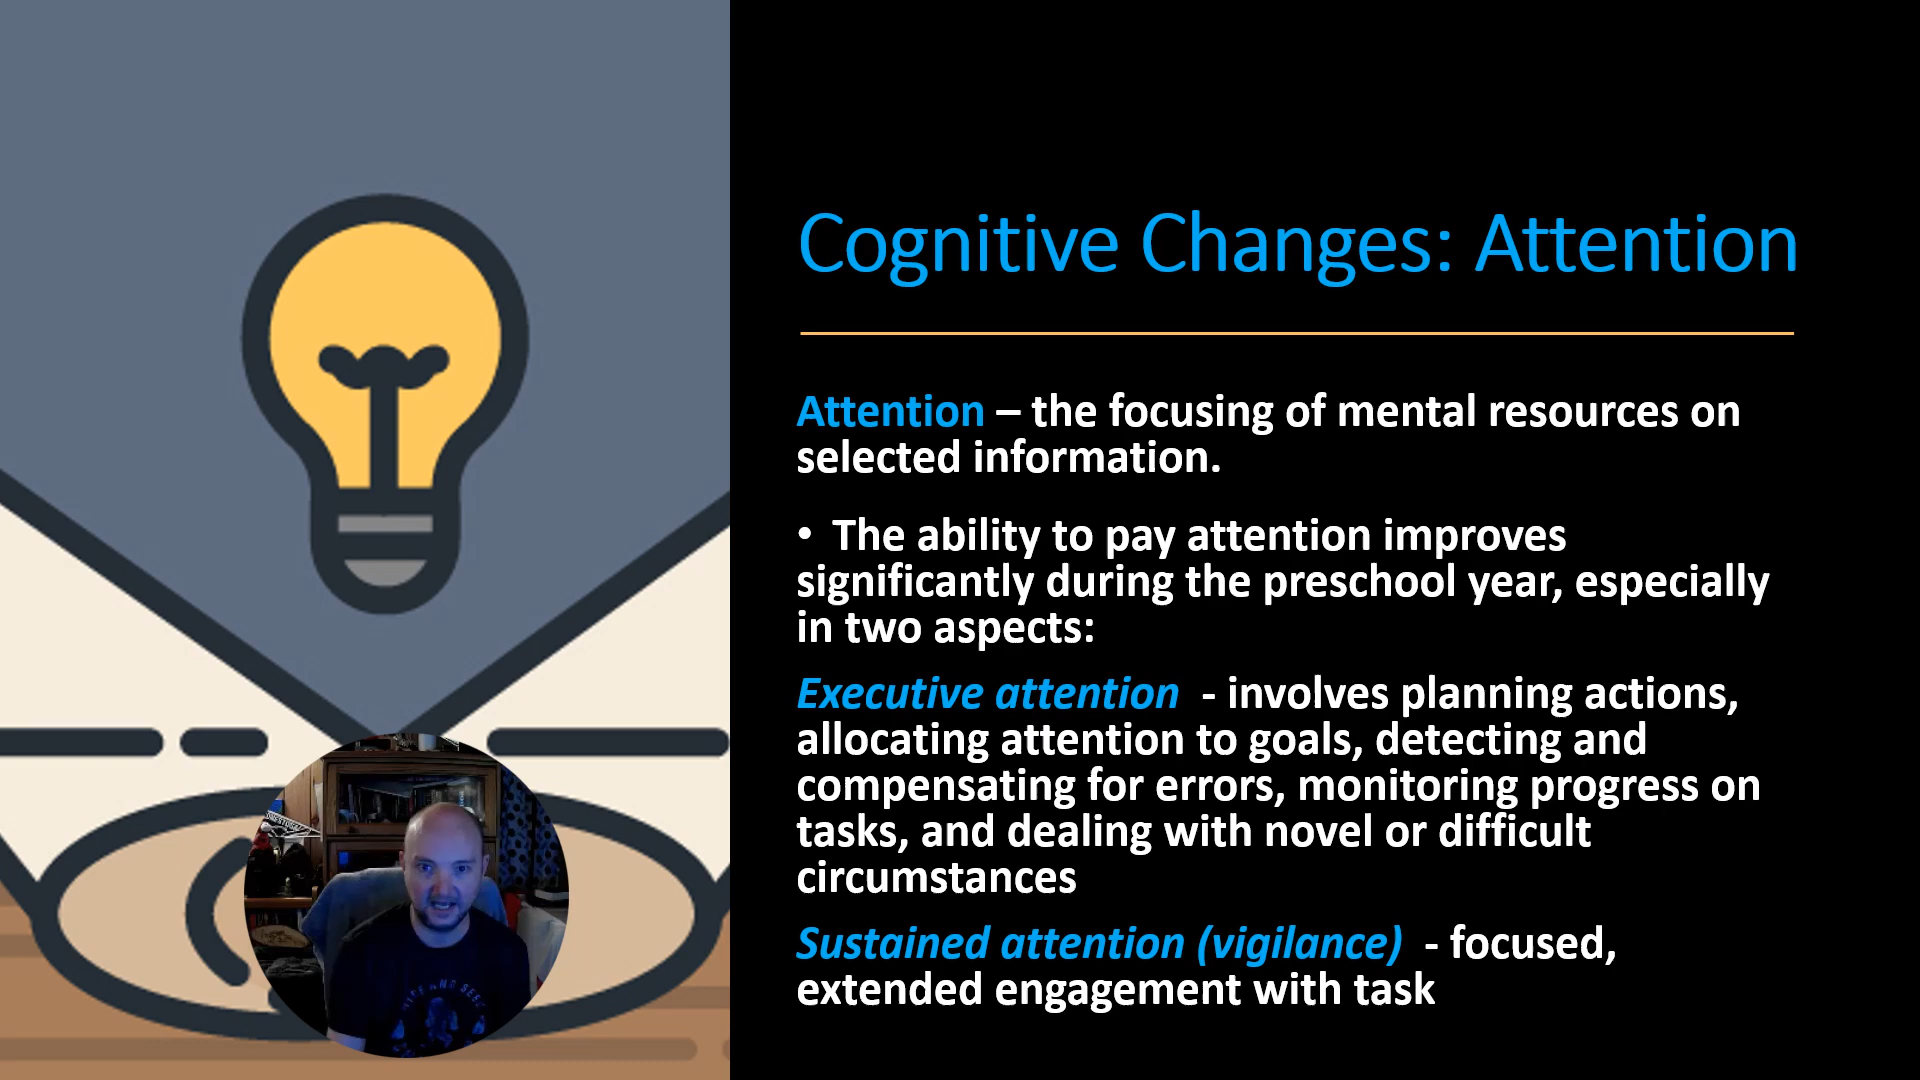 Cognitive Changes: Attention
Attention – the focusing of mental resources on
selected information.
• The ability to pay attention improves
significantly during the preschool year, especially
in two aspects:
Executive attention - involves planning actions,
allocating attention to goals, detecting and
compensating for errors, monitoring progress on
tasks, and dealing with novel or difficult
circumstances
Sustained attention (vigilance) - focused,
extended engagement with task
AND SEEK